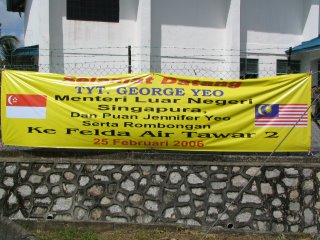 Selamat Datang
TYT. GEORGE YEO
Menteri Luar Negeri
Singapura,
Dan Puan Jennifer Yeo
Serta Rombongan
Ke Felda Air Tawar 2
25 Februari 2006